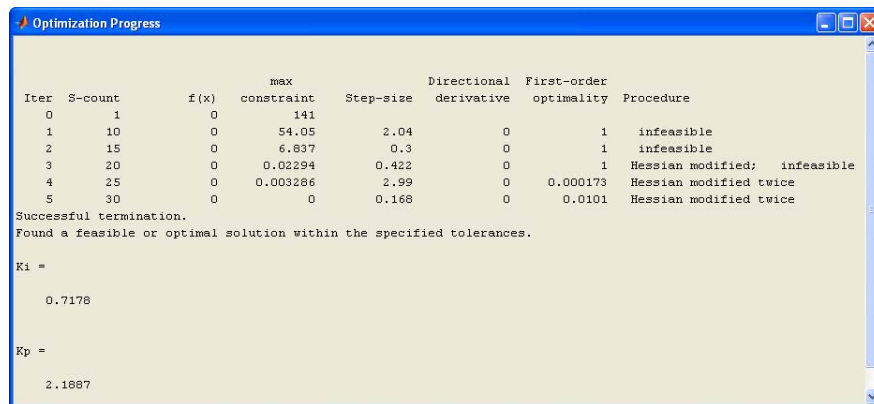 Optimization Progress
max Directional First-order
Iter S-count f(x) constraint Step-size derivative optimality Procedure
0 1 0 141
1 10 0 54.05 2.04 0 1 infeasible
2 15 0 6.837 0.3 0 1 infeasible
3 20 0 0.02294 0.422 0 1 Hessian modified; infeasible
4 25 0 0.003286 2.99 0 0.000173 Hessian modified twice
5 30 0 0 0.168 0 0.0101 Hessian modified twice
Successful termination.
Found a feasible or optimal solution within the specified tolerances.
Ki =
0.7178
Kp =
2.1887